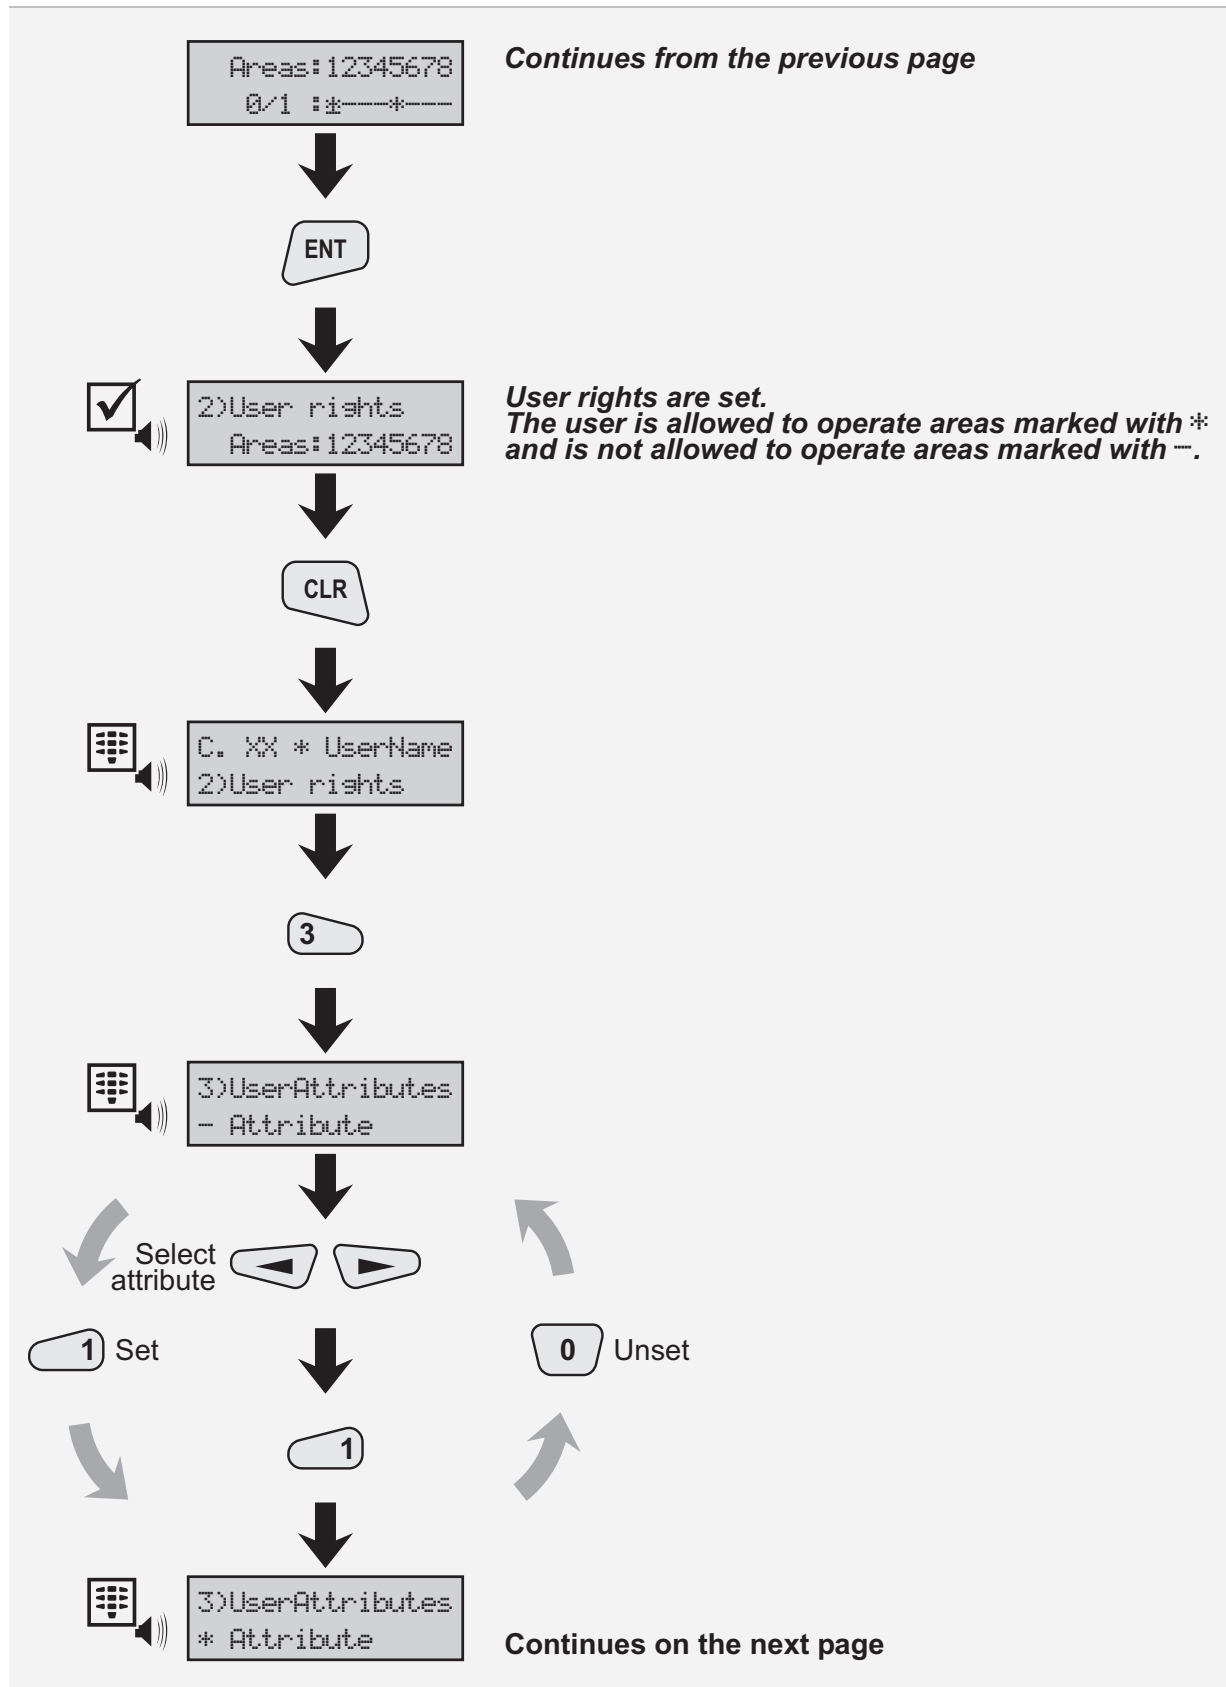 Areas:12345678
0/1 :*---*---
Continues from the previous page
ENT
2)User rights
Areas:12345678
User rights are set.
The user is allowed to operate areas marked with *
and is not allowed to operate areas marked with -.
CLR
C. XX * UserName
2)User rights
3
3)UserAttributes
- Attribute
Select
attribute
1 Set
0 Unset
1
3)UserAttributes
* Attribute
Continues on the next page